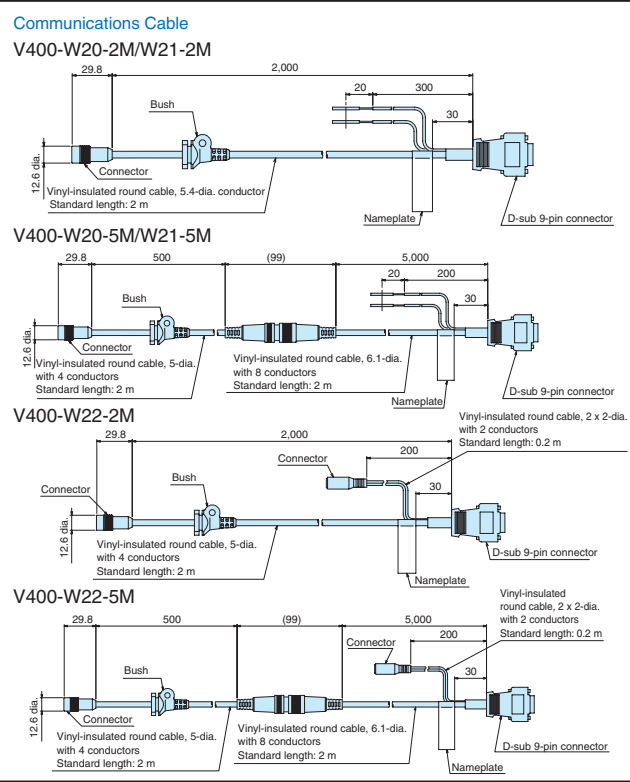 Communications Cable
V400-W20-2M/W21-2M
29.8
2,000
20
300
30
Bush
12.6 dia.
Connector
Vinyl-insulated round cable, 5.4-dia. conductor
Standard length: 2 m
Nameplate
D-sub 9-pin connector
V400-W20-5M/W21-5M
29.8
500
(99)
5,000
20
200
30
Bush
12.6 dia.
Connector
Vinyl-insulated round cable, 5-dia.
with 4 conductors
Standard length: 2 m
Vinyl-insulated round cable, 6.1-dia.
with 8 conductors
Standard length: 2 m
Nameplate
D-sub 9-pin connector
V400-W22-2M
Vinyl-insulated round cable, 2 x 2-dia.
with 2 conductors
Standard length: 0.2 m
29.8
2,000
200
30
Connector
Bush
Connector
12.6 dia.
Vinyl-insulated round cable, 5-dia.
with 4 conductors
Standard length: 2 m
D-sub 9-pin connector
Nameplate
V400-W22-5M
Vinyl-insulated
round cable, 2 x 2-dia.
with 2 conductors
Standard length: 0.2 m
29.8
500
(99)
5,000
200
30
Connector
Bush
12.6 dia.
Connector
Vinyl-insulated round cable, 5-dia.
with 4 conductors
Standard length: 2 m
Vinyl-insulated round cable, 6.1-dia.
with 8 conductors
Standard length: 2 m
D-sub 9-pin connector
Nameplate